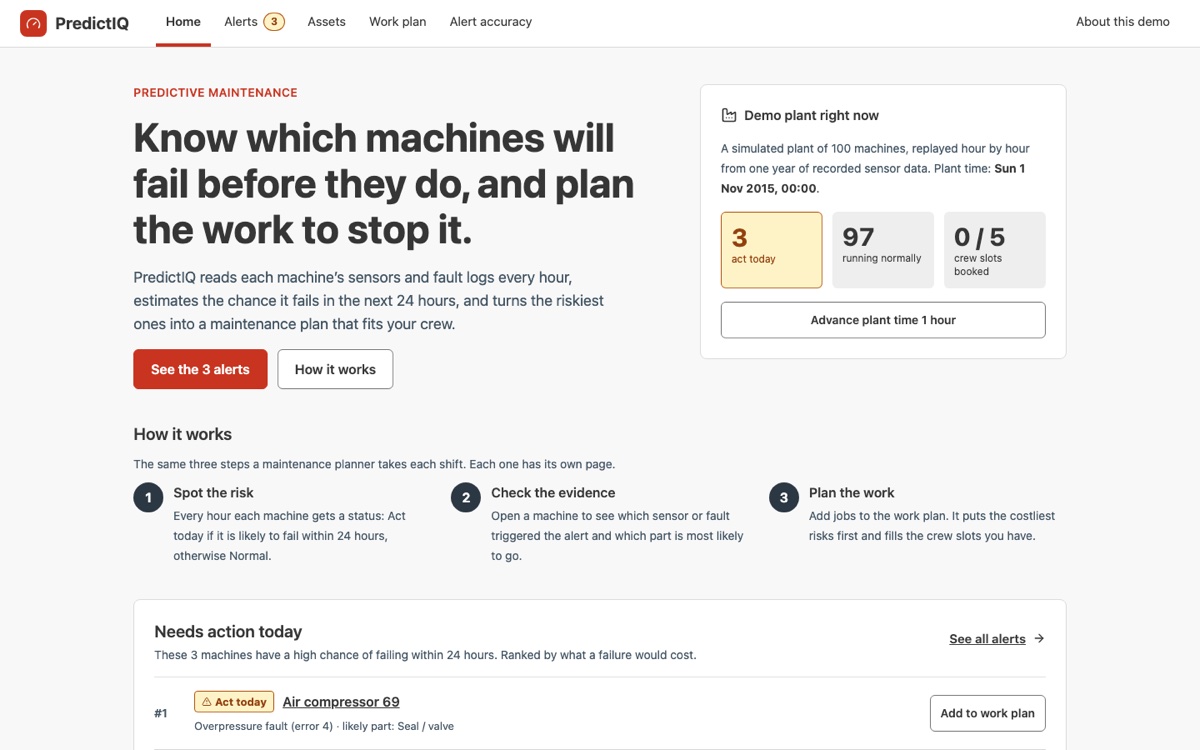 PredictIQ
Home
Alerts 3
Assets
Work plan
Alert accuracy
About this demo
PREDICTIVE MAINTENANCE
Know which machines will
fail before they do, and plan
the work to stop it.
PredictIQ reads each machine's sensors and fault logs every hour,
estimates the chance it fails in the next 24 hours, and turns the riskiest
ones into a maintenance plan that fits your crew.
See the 3 alerts
How it works
Demo plant right now
A simulated plant of 100 machines, replayed hour by hour
from one year of recorded sensor data. Plant time: Sun 1
Nov 2015, 00:00.
3
act today
97
running normally
0 / 5
crew slots
booked
Advance plant time 1 hour
How it works
The same three steps a maintenance planner takes each shift. Each one has its own page.
1
Spot the risk
Every hour each machine gets a status: Act
today if it is likely to fail within 24 hours,
otherwise Normal.
2
Check the evidence
Open a machine to see which sensor or fault
triggered the alert and which part is most likely
to go.
3
Plan the work
Add jobs to the work plan. It puts the costliest
risks first and fills the crew slots you have.
Needs action today
These 3 machines have a high chance of failing within 24 hours. Ranked by what a failure would cost.
See all alerts →
#1
Act today
Air compressor 69
Overpressure fault (error 4) · likely part: Seal / valve
Add to work plan